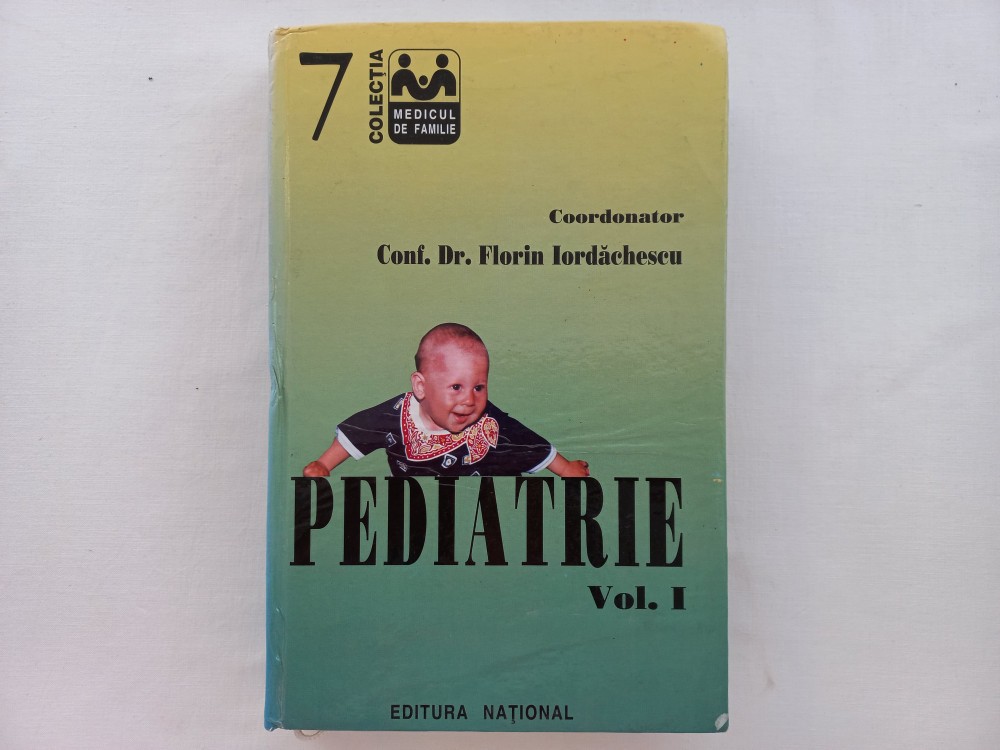 7
COLECȚIA
MEDICUL
DE FAMILIE
Coordonator
Conf. Dr. Florin Iordăchescu
PEDIATRIE
Vol. I
EDITURA NAȚIONAL